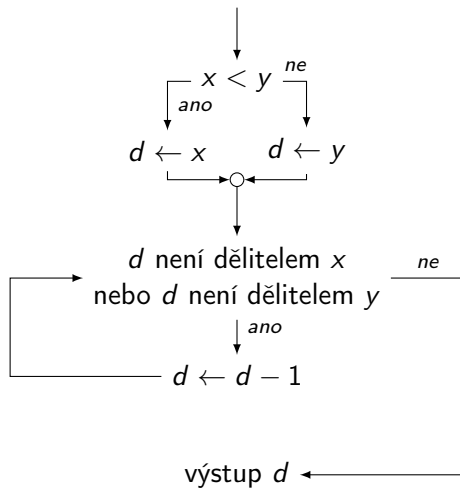 x < y
ne
ano
d ← x
d ← y
d není dělitelem x
nebo d není dělitelem y
ne
ano
d ← d − 1
výstup d